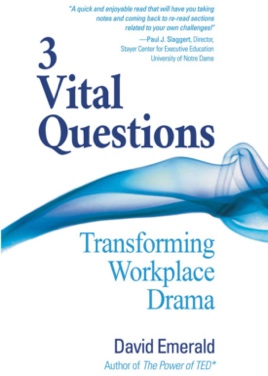 "A quick and enjoyable read that will have you taking
notes and coming back to re-read sections
related to your own challenges!"
—Paul J. Slaggert, Director,
Stayer Center for Executive Education
University of Notre Dame
3
Vital
Questions
Transforming
Workplace
Drama
David Emerald
Author of The Power of TED*